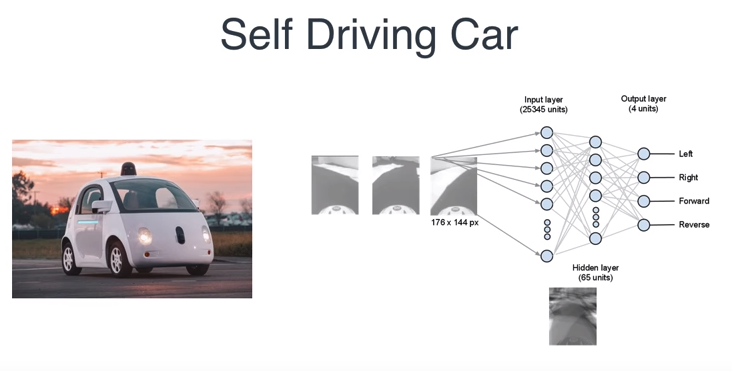 Self Driving Car
Input layer
(25345 units)
Output layer
(4 units)
Left
Right
Forward
Reverse
176 x 144 px
Hidden layer
(65 units)